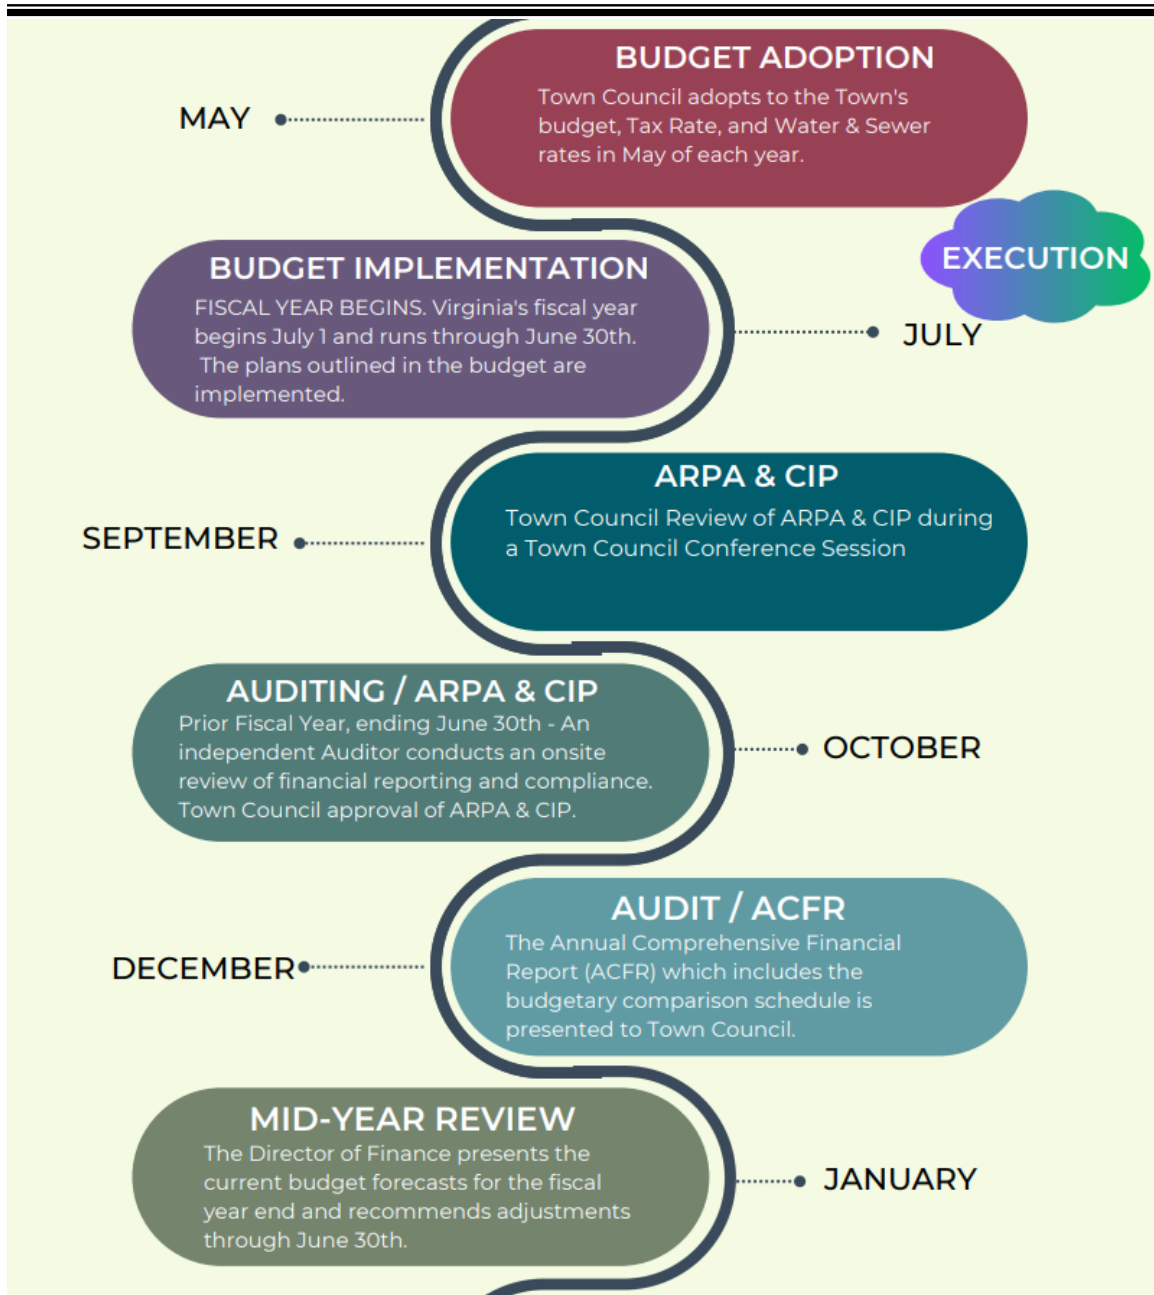 BUDGET ADOPTION
Town Council adopts to the Town's
budget, Tax Rate, and Water & Sewer
rates in May of each year.
MAY
EXECUTION
BUDGET IMPLEMENTATION
FISCAL YEAR BEGINS. Virginia's fiscal year
begins July 1 and runs through June 30th.
The plans outlined in the budget are
implemented.
JULY
ARPA & CIP
Town Council Review of ARPA & CIP during
a Town Council Conference Session
SEPTEMBER
AUDITING / ARPA & CIP
Prior Fiscal Year, ending June 30th - An
independent Auditor conducts an onsite
review of financial reporting and compliance.
Town Council approval of ARPA & CIP.
OCTOBER
AUDIT / ACFR
The Annual Comprehensive Financial
Report (ACFR) which includes the
budgetary comparison schedule is
presented to Town Council.
DECEMBER
MID-YEAR REVIEW
The Director of Finance presents the
current budget forecasts for the fiscal
year end and recommends adjustments
through June 30th.
JANUARY